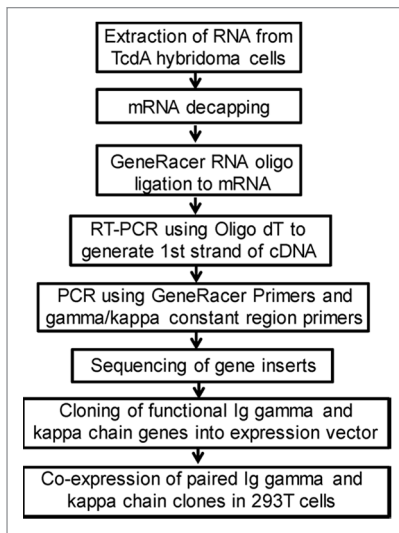 Extraction of RNA from
TcdA hybridoma cells
mRNA decapping
GeneRacer RNA oligo
ligation to mRNA
RT-PCR using Oligo dT to
generate 1st strand of cDNA
PCR using GeneRacer Primers and
gamma/kappa constant region primers
Sequencing of gene inserts
Cloning of functional Ig gamma and
kappa chain genes into expression vector
Co-expression of paired Ig gamma and
kappa chain clones in 293T cells